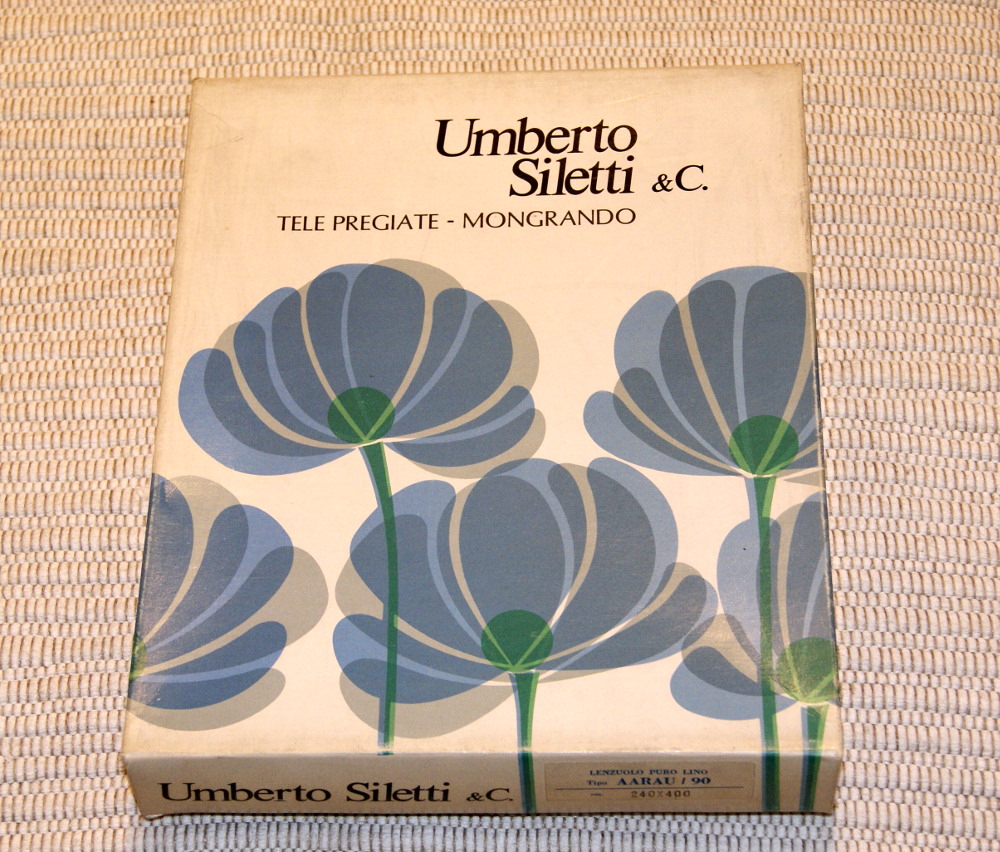 Umberto
Siletti &C.
TELE PREGIATE - MONGRANDO
Umberto Siletti &C.
LENZUOLO PURO LINO
Tipo AARAU / 90
240X400